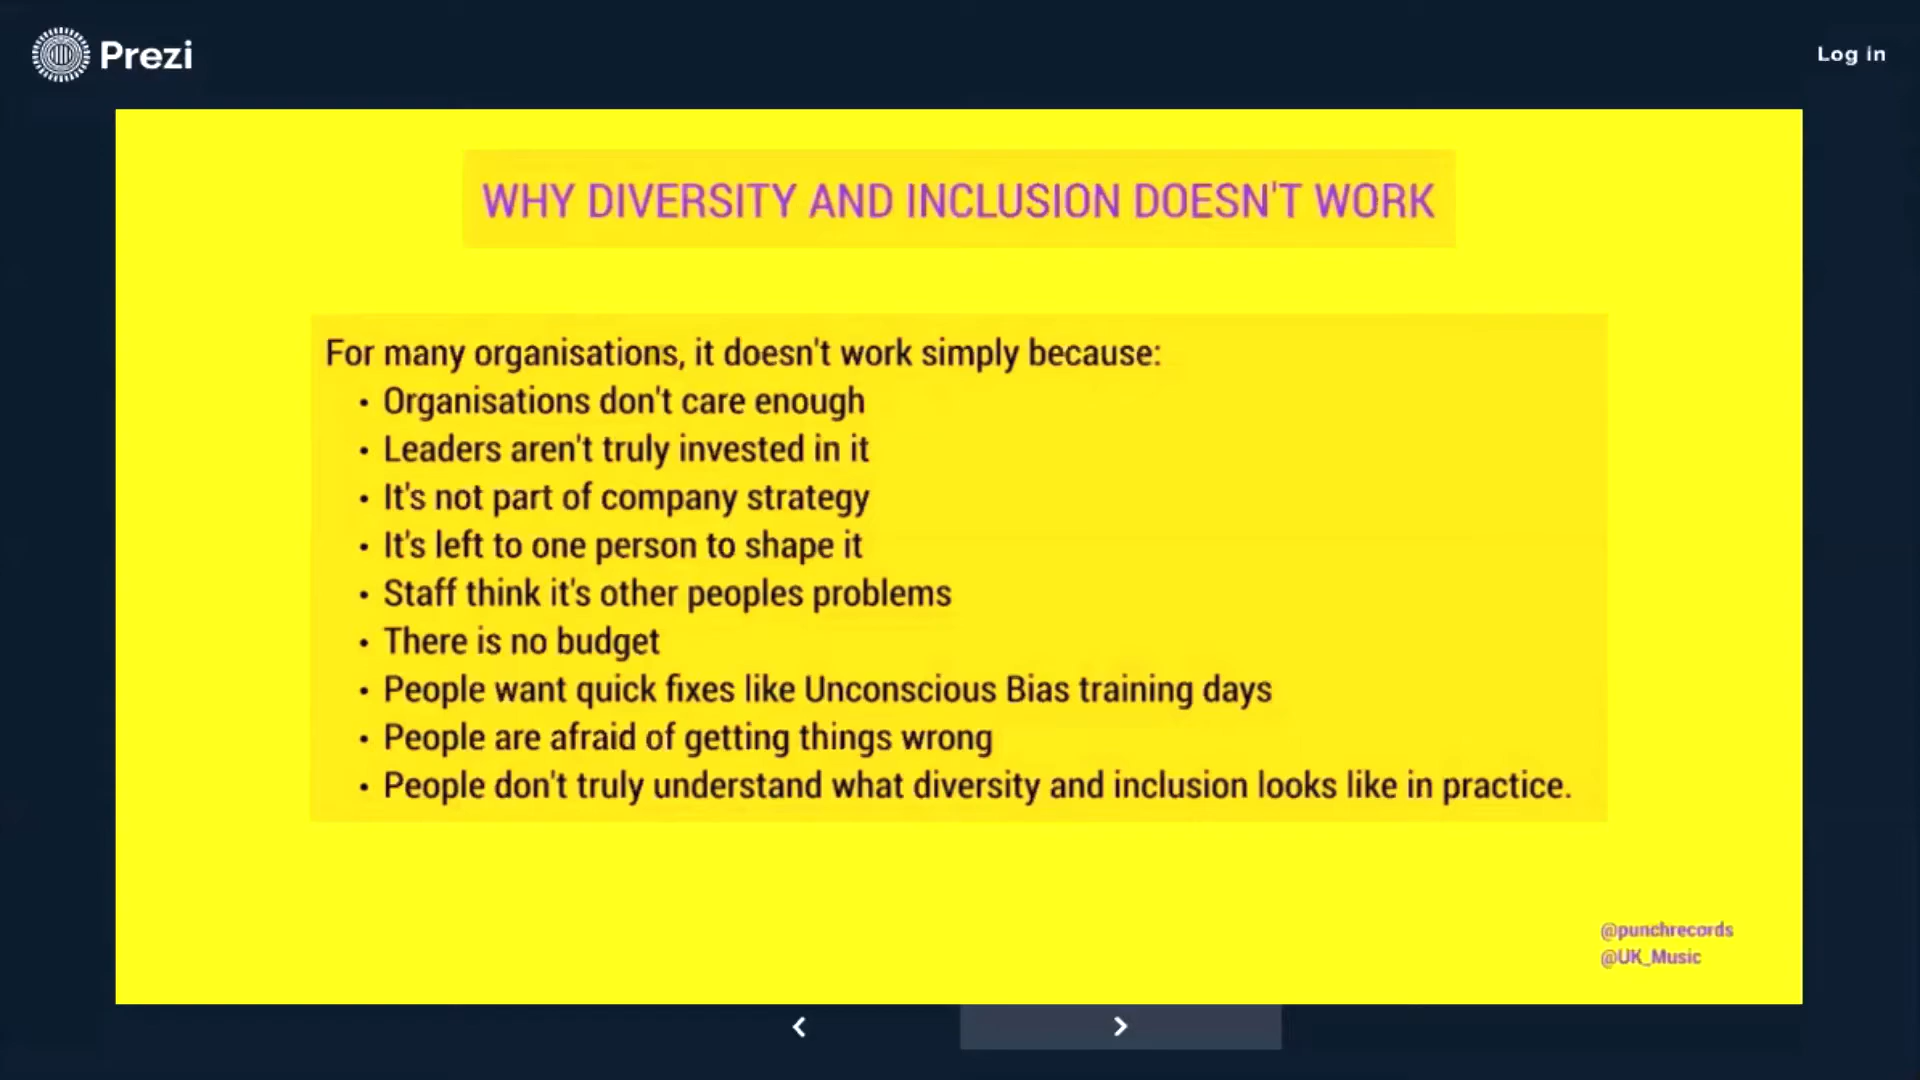 Prezi
Log in
WHY DIVERSITY AND INCLUSION DOESN'T WORK
For many organisations, it doesn't work simply because:
• Organisations don't care enough
• Leaders aren't truly invested in it
• It's not part of company strategy
• It's left to one person to shape it
• Staff think it's other peoples problems
• There is no budget
• People want quick fixes like Unconscious Bias training days
• People are afraid of getting things wrong
• People don't truly understand what diversity and inclusion looks like in practice.
@punchrecords
@UK_Music